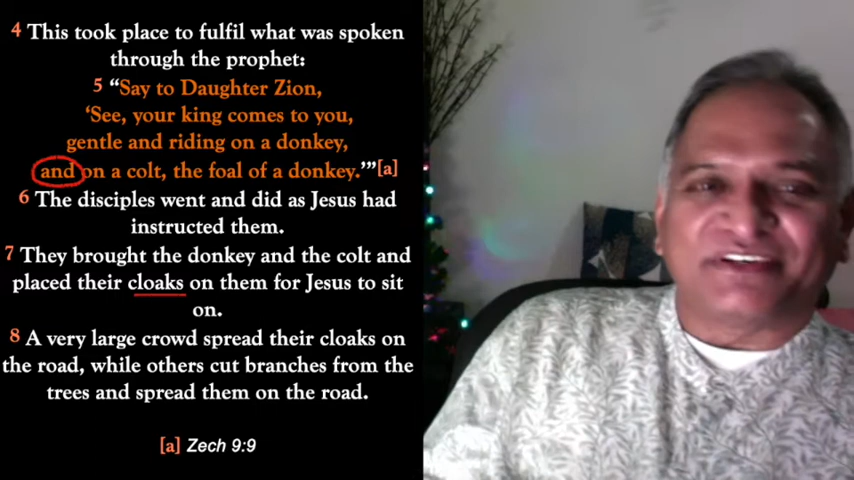 4 This took place to fulfil what was spoken
through the prophet:
5 “Say to Daughter Zion,
‘See, your king comes to you,
gentle and riding on a donkey,
and on a colt, the foal of a donkey.’”[a]
6 The disciples went and did as Jesus had
instructed them.
7 They brought the donkey and the colt and
placed their cloaks on them for Jesus to sit
on.
8 A very large crowd spread their cloaks on
the road, while others cut branches from the
trees and spread them on the road.
[a] Zech 9:9